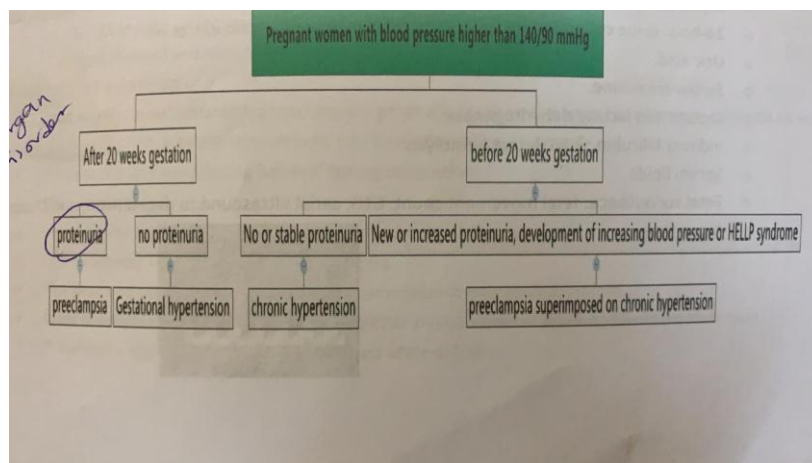 Pregnant women with blood pressure higher than 140/90 mmHg
After 20 weeks gestation
before 20 weeks gestation
proteinuria
no proteinuria
No or stable proteinuria
New or increased proteinuria, development of increasing blood pressure or HELLP syndrome
preeclampsia
Gestational hypertension
chronic hypertension
preeclampsia superimposed on chronic hypertension